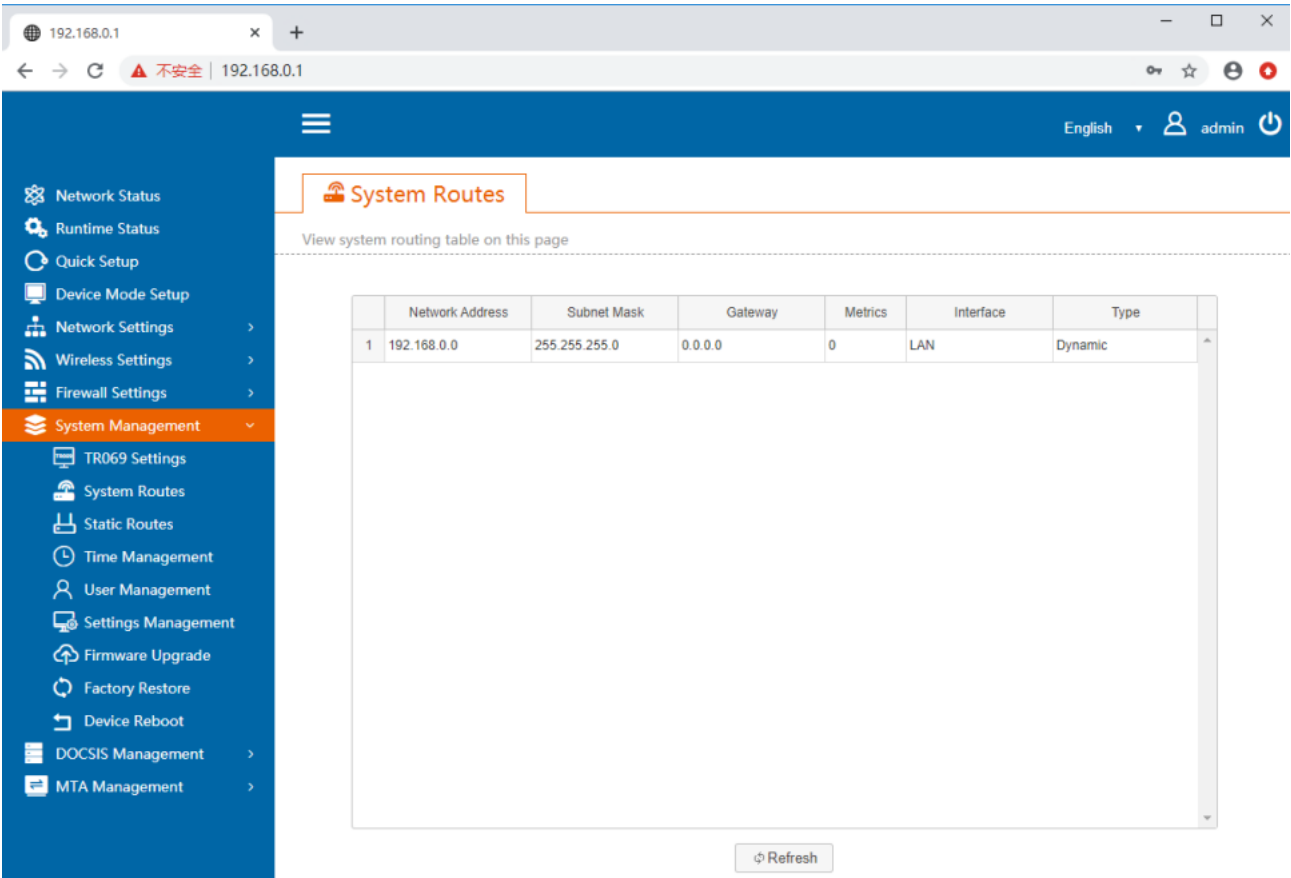 192.168.0.1
不安全 | 192.168.0.1
English admin
Network Status
Runtime Status
Quick Setup
Device Mode Setup
Network Settings
Wireless Settings
Firewall Settings
System Management
TR069 Settings
System Routes
Static Routes
Time Management
User Management
Settings Management
Firmware Upgrade
Factory Restore
Device Reboot
DOCSIS Management
MTA Management
System Routes
View system routing table on this page
Network Address Subnet Mask Gateway Metrics Interface Type
1 192.168.0.0 255.255.255.0 0.0.0.0 0 LAN Dynamic
Refresh